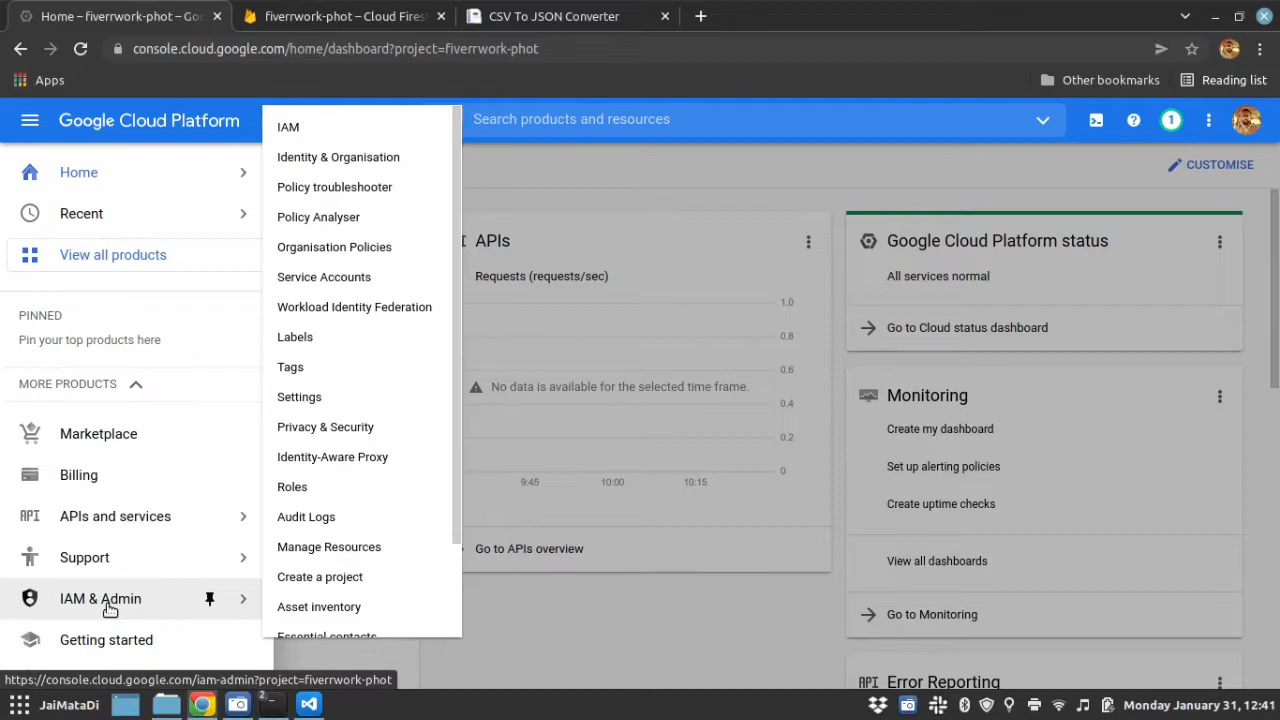 Home – fiverrwork-phot – Goo
fiverrwork-phot – Cloud Fires
CSV To JSON Converter
console.cloud.google.com/home/dashboard?project=fiverrwork-phot
Apps
Other bookmarks
Reading list
Google Cloud Platform
Search products and resources
1
Home
Recent
View all products
PINNED
Pin your top products here
MORE PRODUCTS
Marketplace
Billing
API APIs and services
Support
IAM & Admin
Getting started
IAM
Identity & Organisation
Policy troubleshooter
Policy Analyser
Organisation Policies
Service Accounts
Workload Identity Federation
Labels
Tags
Settings
Privacy & Security
Identity-Aware Proxy
Roles
Audit Logs
Manage Resources
Create a project
Asset inventory
Essential contacts
CUSTOMISE
APIs
Requests (requests/sec)
1.0
0.8
0.6
No data is available for the selected time frame.
0.4
0.2
0
9:45 10:00 10:15
Go to APIs overview
Google Cloud Platform status
All services normal
Go to Cloud status dashboard
Monitoring
Create my dashboard
Set up alerting policies
Create uptime checks
View all dashboards
Go to Monitoring
API Error Reporting
https://console.cloud.google.com/iam-admin?project=fiverrwork-phot
JaiMataDi
2
Monday January 31, 12:41